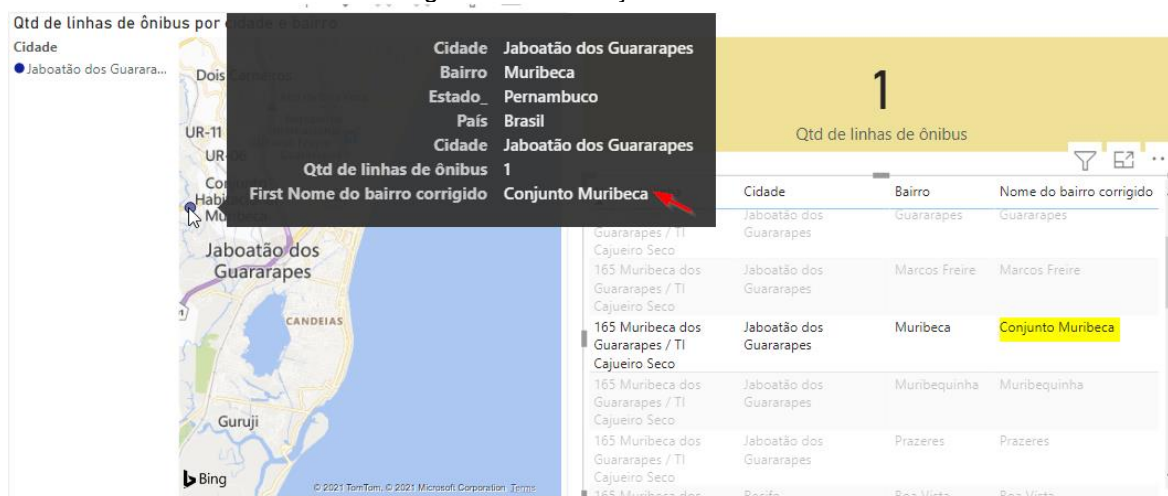 Qtd de linhas de ônibus por cidade e bairro
Cidade
Jaboatão dos Guarara...
Dois
UR-11
UR-
Jaboatão dos
Guararapes
CANDEIAS
Guruji
Bing
© 2021 TomTom, © 2021 Microsoft Corporation Terms
Cidade Jaboatão dos Guararapes
Bairro Muribeca
Estado_ Pernambuco
País Brasil
Cidade Jaboatão dos Guararapes
Qtd de linhas de ônibus 1
First Nome do bairro corrigido Conjunto Muribeca
1
Qtd de linhas de ônibus
Cidade Bairro Nome do bairro corrigido
Guararapes / TI
Cajueiro Seco
Jaboatão dos
Guararapes
Guararapes
Guararapes
165 Muribeca dos
Guararapes / TI
Cajueiro Seco
Jaboatão dos
Guararapes
Marcos Freire
Marcos Freire
165 Muribeca dos
Guararapes / TI
Cajueiro Seco
Jaboatão dos
Guararapes
Muribeca
Conjunto Muribeca
165 Muribeca dos
Guararapes / TI
Cajueiro Seco
Jaboatão dos
Guararapes
Muribequinha
Muribequinha
165 Muribeca dos
Guararapes / TI
Cajueiro Seco
Jaboatão dos
Guararapes
Prazeres
Prazeres
165 Muribeca dos
Recife
Boa Vista
Boa Vista